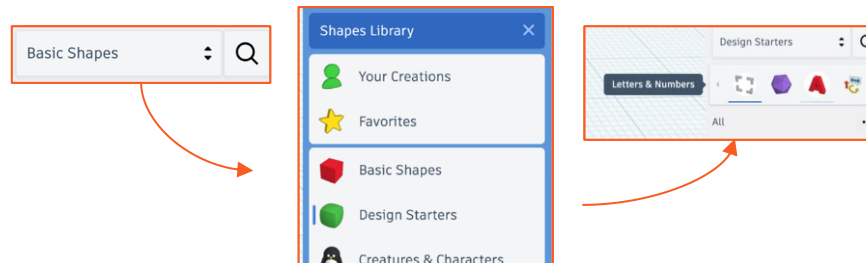 Basic Shapes
Shapes Library
Your Creations
Favorites
Basic Shapes
Design Starters
Creatures & Characters
Design Starters
Letters & Numbers
All